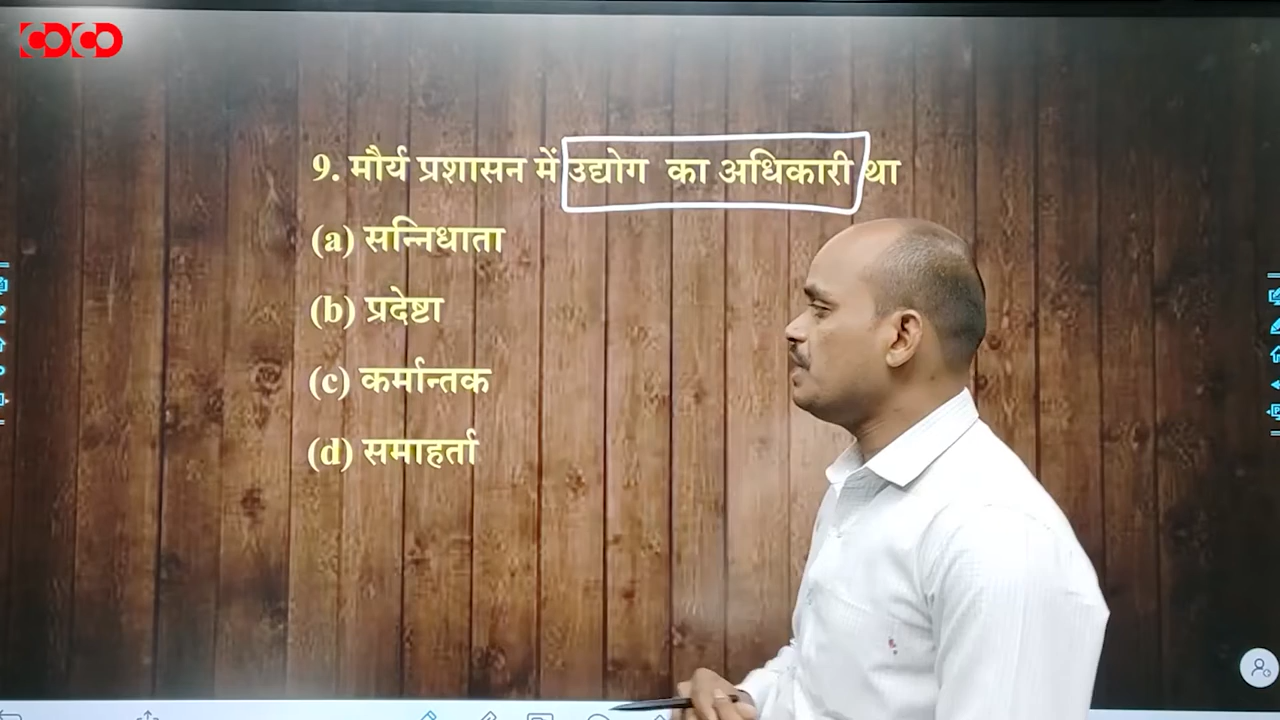 9. मौर्य प्रशासन में उद्योग का अधिकारी था
(a) सन्निधाता
(b) प्रदेष्टा
(c) कर्मान्तक
(d) समाहर्ता